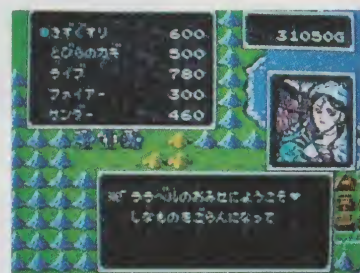 きずぐすり 600
とびらのカギ 500
ライブ 780
ファイアー 300
サンダー 460
31050G
ララベルのおみせにようこそ♥
しなものをごらんになって